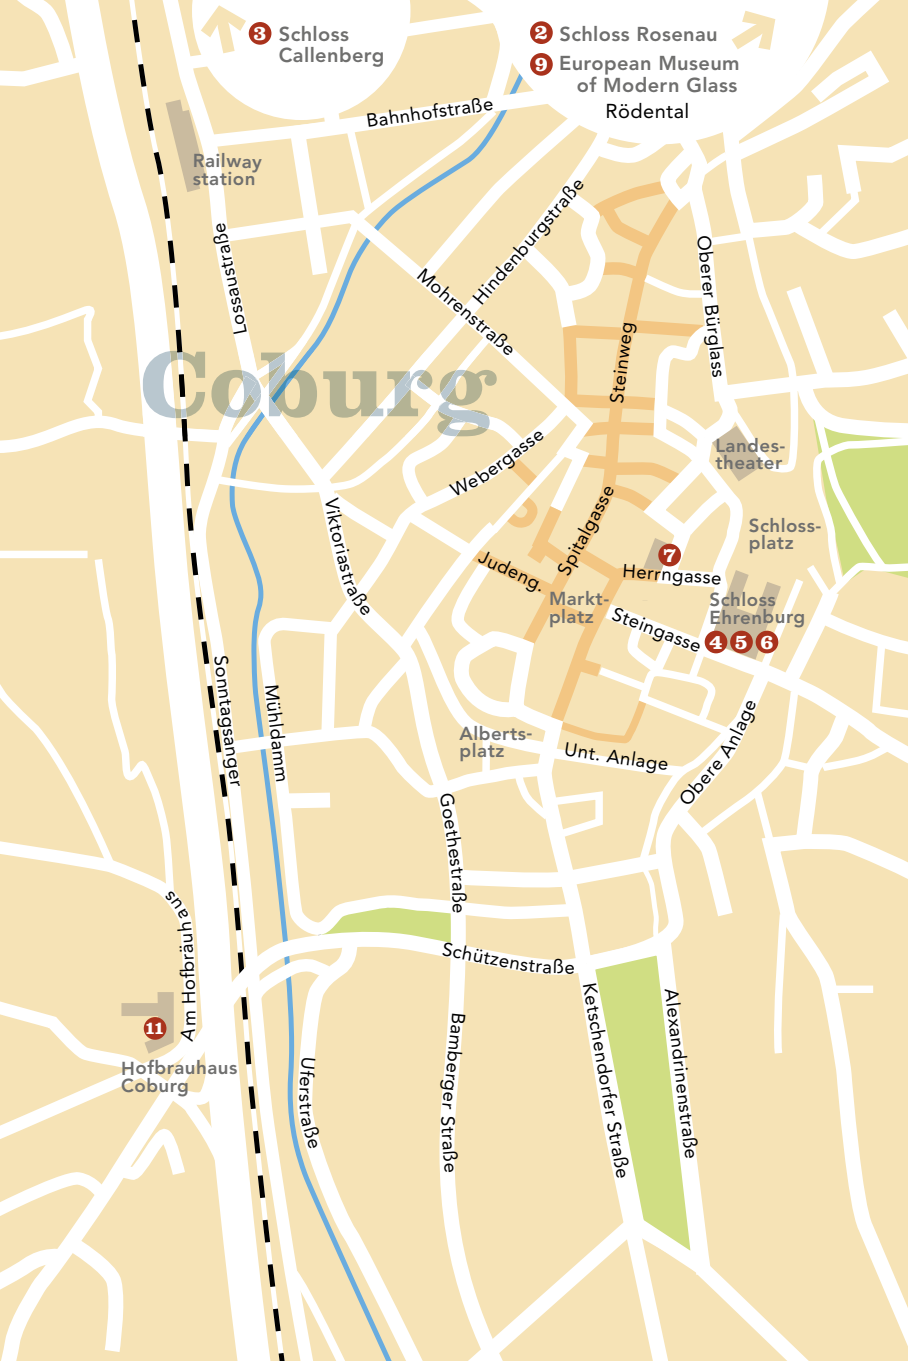 3 Schloss
Callenberg
2 Schloss Rosenau
9 European Museum
of Modern Glass
Rödental
Bahnhofstraße
Railway
station
Lossaustraße
Hindenburgstraße
Mohrenstraße
Oberer Bürglass
Steinweg
Coburg
Webergasse
Landes-
theater
Viktoriastraße
Spitalgasse
Schloss-
platz
7
Judeng.
Herrngasse
Markt-
platz
Steingasse
Schloss
Ehrenburg
4 5 6
Sonntagsanger
Mühldamm
Alberts-
platz
Unt. Anlage
Obere Anlage
Goethestraße
Am Hofbräuhaus
Schützenstraße
Ketschendorfer Straße
Alexandrinenstraße
11
Hofbrauhaus
Coburg
Uferstraße
Bamberger Straße